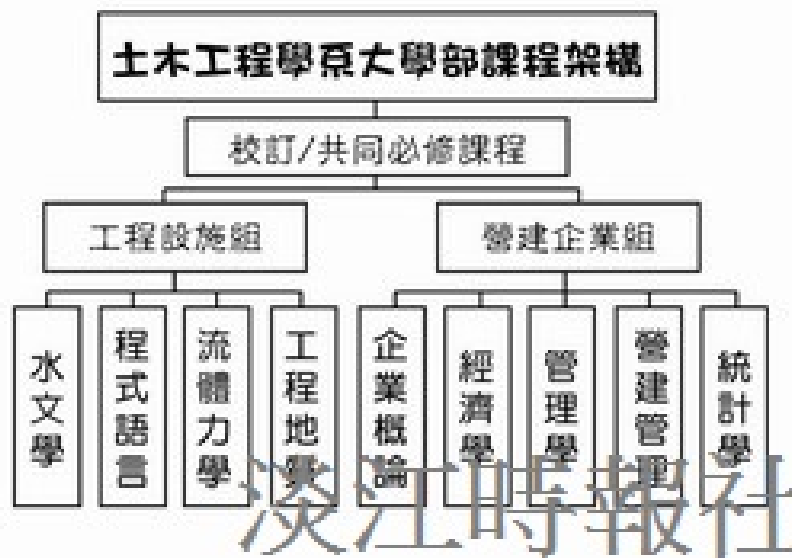 土木工程學系大學部課程架構
校訂/共同必修課程
工程設施組
營建企業組
水文學
程式語言
流體力學
工程地質
企業概論
經濟學
管理學
營建管理
統計學
淡江時報社